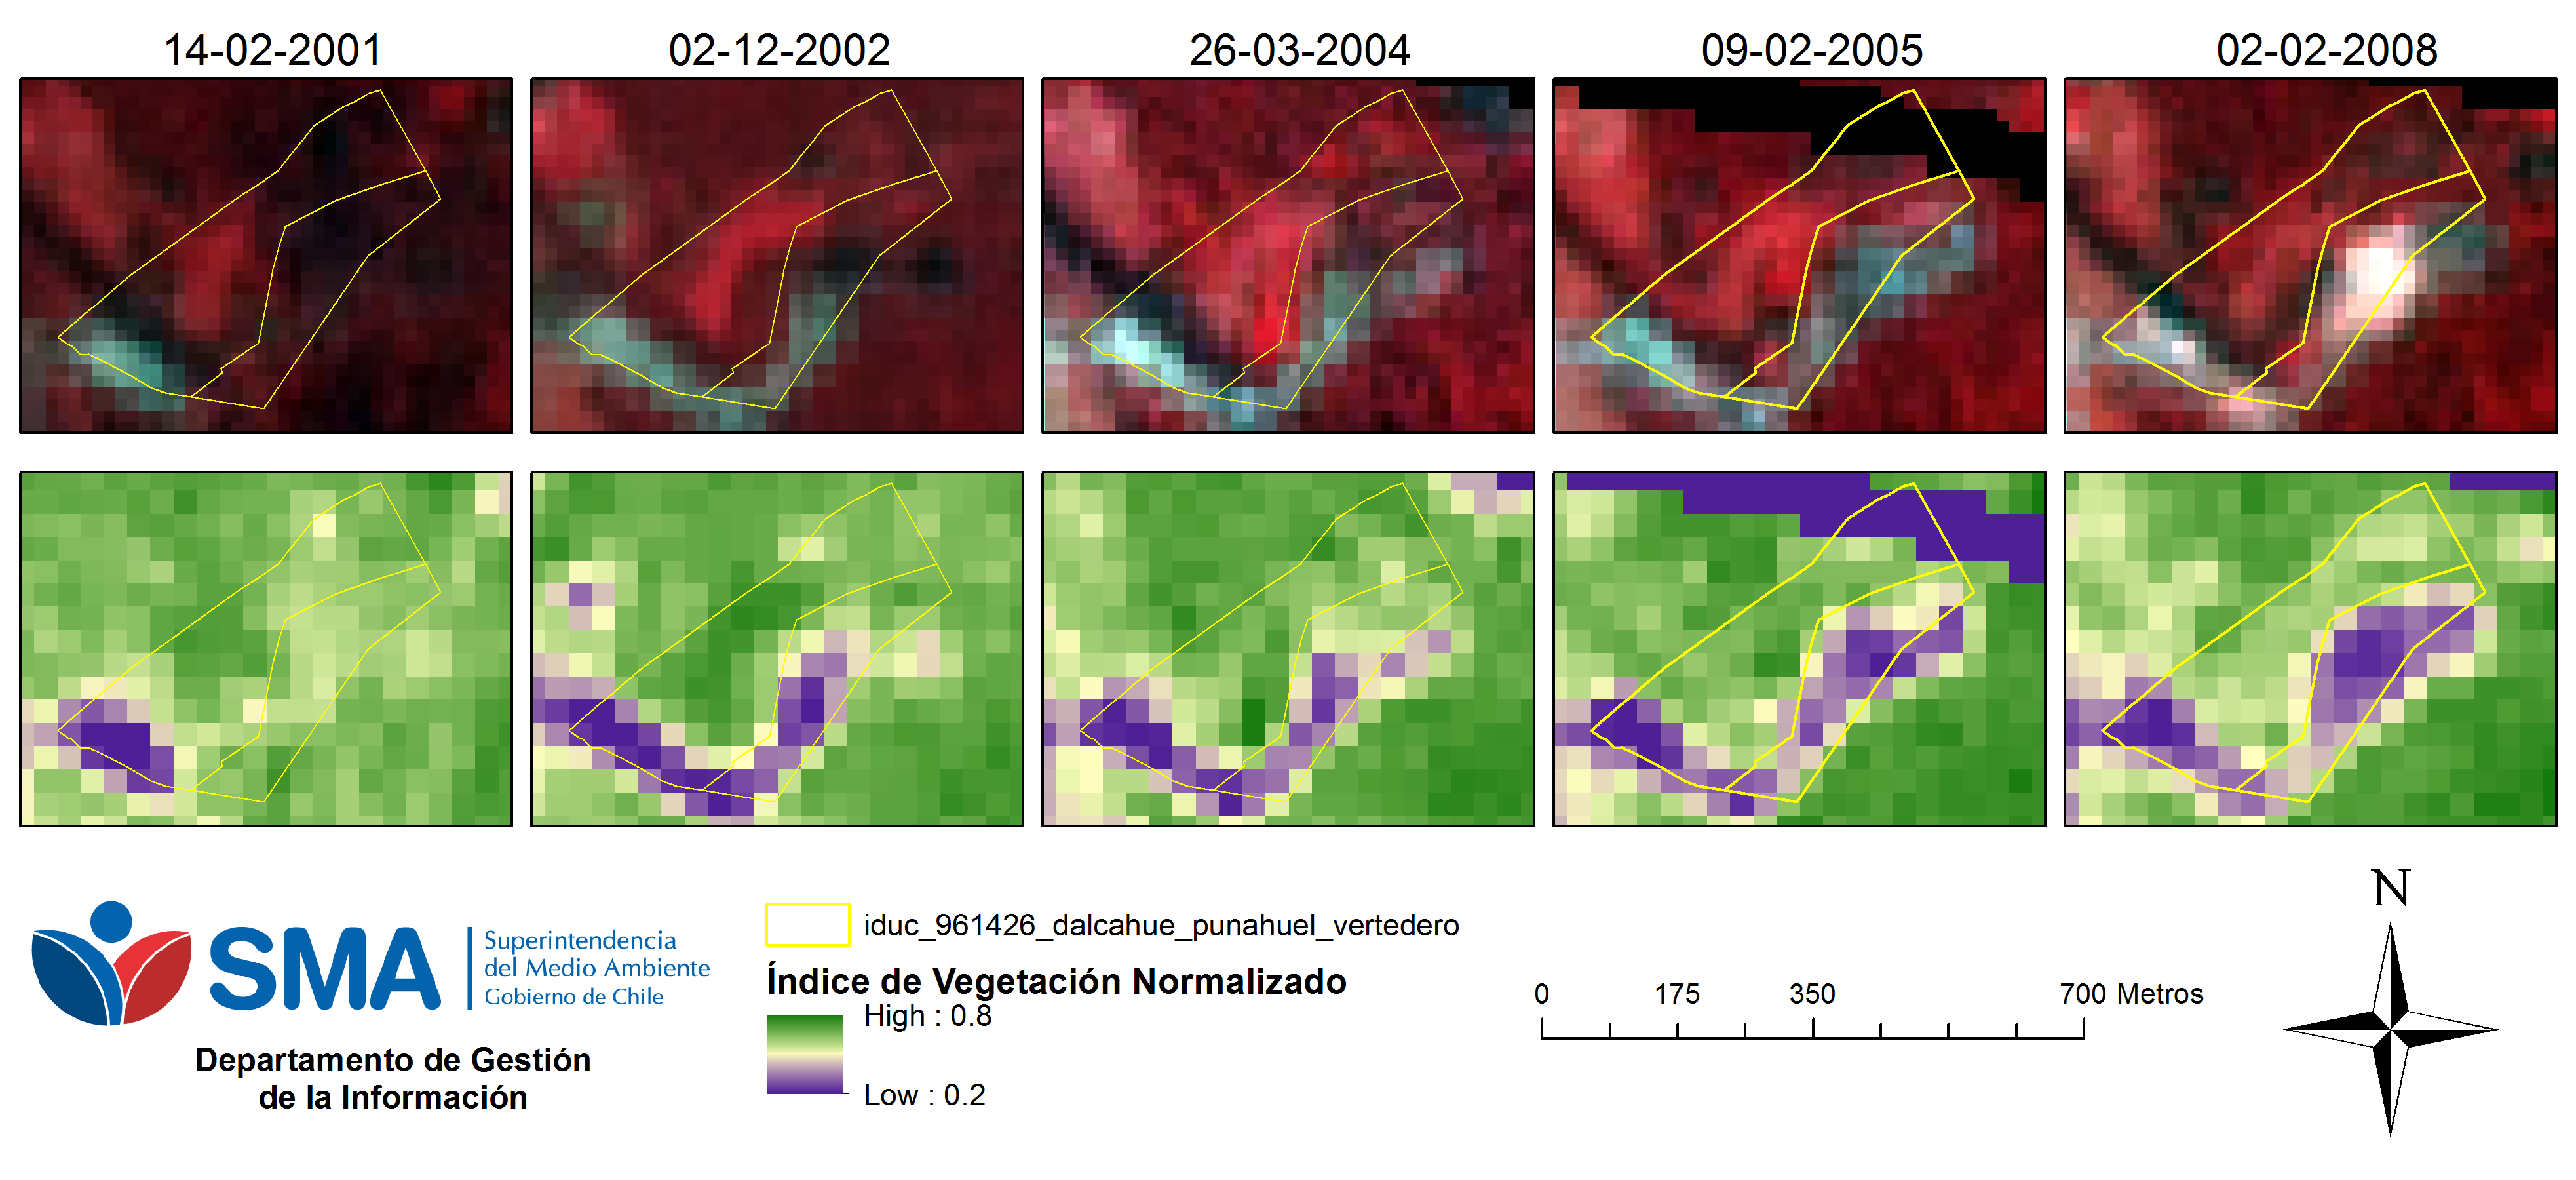 14-02-2001
02-12-2002
26-03-2004
09-02-2005
02-02-2008
SMA
Superintendencia
del Medio Ambiente
Gobierno de Chile
Departamento de Gestión
de la Información
iduc_961426_dalcahue_punahuel_vertedero
Índice de Vegetación Normalizado
High : 0.8
Low : 0.2
0 175 350 700 Metros
N